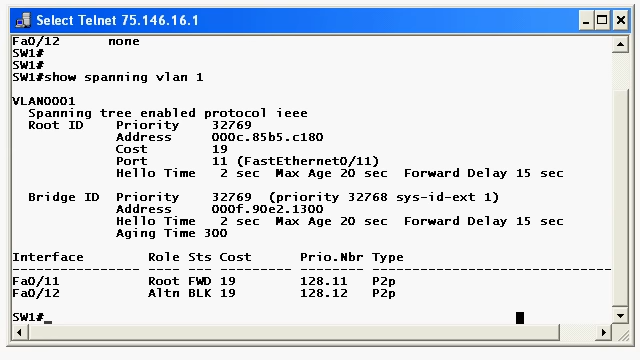 Select Telnet 75.146.16.1
Fa0/12      none
SW1#
SW1#
SW1#show spanning vlan 1
VLAN0001
  Spanning tree enabled protocol ieee
  Root ID    Priority    32769
             Address     000c.85b5.c180
             Cost        19
             Port        11 (FastEthernet0/11)
             Hello Time   2 sec  Max Age 20 sec  Forward Delay 15 sec
  Bridge ID  Priority    32769  (priority 32768 sys-id-ext 1)
             Address     000f.90e2.1300
             Hello Time   2 sec  Max Age 20 sec  Forward Delay 15 sec
             Aging Time 300
Interface        Role Sts Cost      Prio.Nbr Type
---------------- ---- --- --------- -------- --------------------------------
Fa0/11           Root FWD 19        128.11   P2p
Fa0/12           Altn BLK 19        128.12   P2p
SW1#_